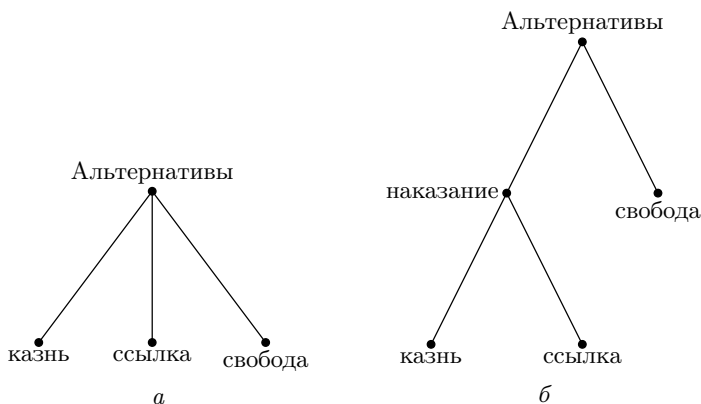 Альтернативы
казнь
ссылка
свобода
а
Альтернативы
наказание
свобода
казнь
ссылка
б